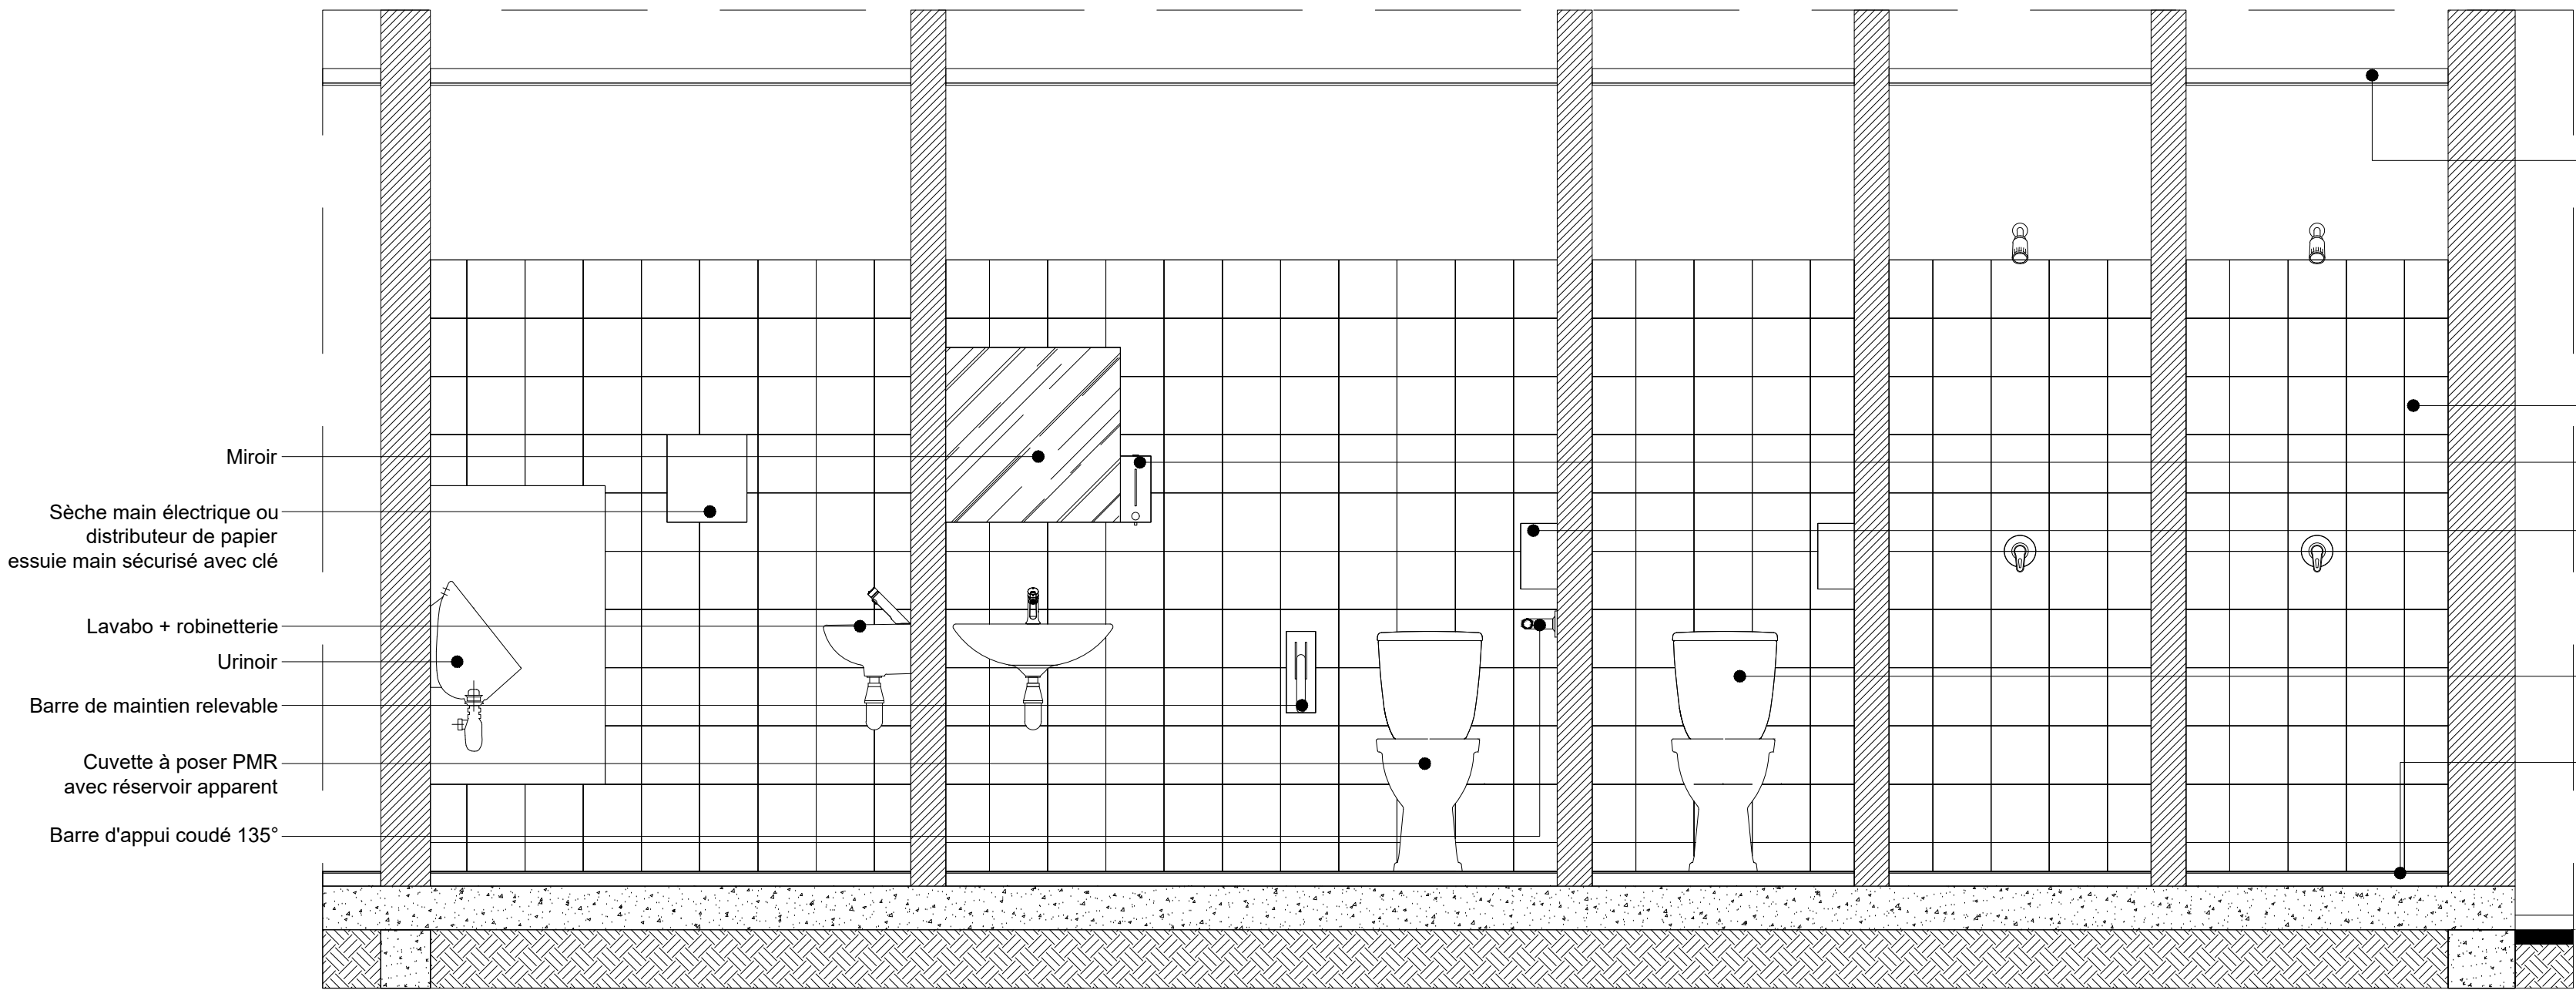 Miroir
Sèche main électrique ou
distributeur de papier
essuie main sécurisé avec clé
Lavabo + robinetterie
Urinoir
Barre de maintien relevable
Cuvette à poser PMR
avec réservoir apparent
Barre d'appui coudé 135°